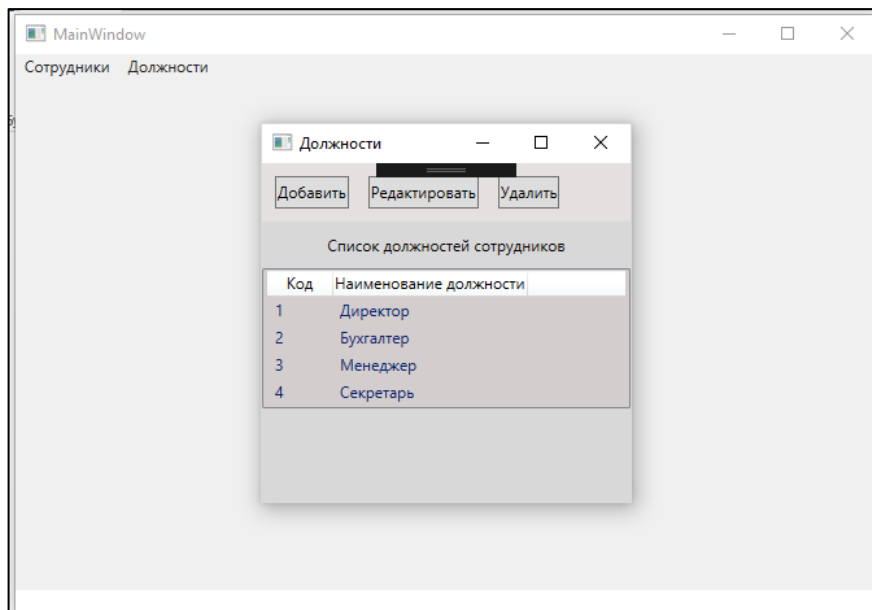 MainWindow
Сотрудники Должности
Должности
Добавить Редактировать Удалить
Список должностей сотрудников
Код Наименование должности
1 Директор
2 Бухгалтер
3 Менеджер
4 Секретарь